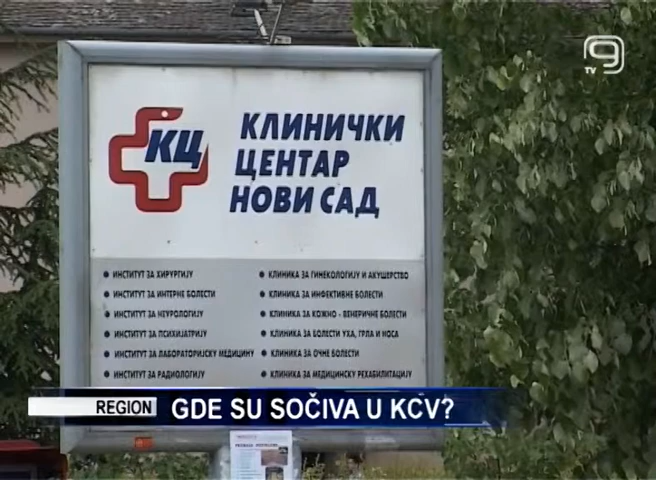 9
TV
КЦ
КЛИНИЧКИ
ЦЕНТАР
НОВИ САД
ИНСТИТУТ ЗА ХИРУРГИЈУ
ИНСТИТУТ ЗА ИНТЕРНЕ БОЛЕСТИ
ИНСТИТУТ ЗА НЕУРОЛОГИЈУ
ИНСТИТУТ ЗА ПСИХИЈАТРИЈУ
ИНСТИТУТ ЗА ЛАБОРАТОРИЈСКУ МЕДИЦИНУ
ИНСТИТУТ ЗА РАДИОЛОГИЈУ
КЛИНИКА ЗА ГИНЕКОЛОГИЈУ И АКУШЕРСТВО
КЛИНИКА ЗА ИНФЕКТИВНЕ БОЛЕСТИ
КЛИНИКА ЗА КОЖНО - ВЕНЕРИЧНЕ БОЛЕСТИ
КЛИНИКА ЗА БОЛЕСТИ УХА, ГРЛА И НОСА
КЛИНИКА ЗА ОЧНЕ БОЛЕСТИ
КЛИНИКА ЗА МЕДИЦИНСКУ РЕХАБИЛИТАЦИЈУ
REGION
GDE SU SOČIVA U KCV?